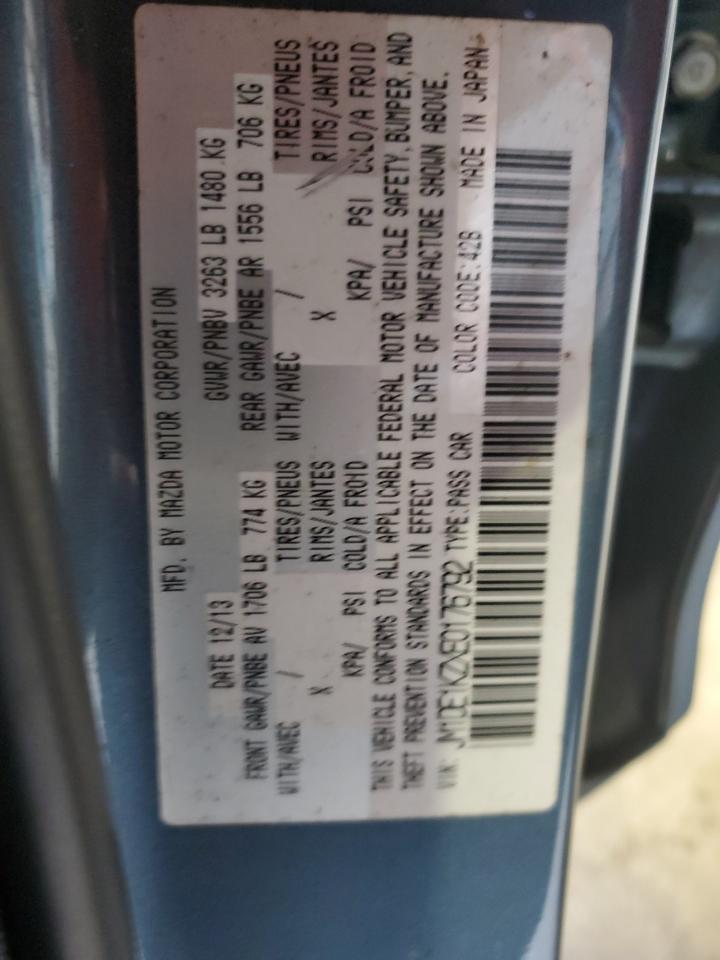 MFD. BY MAZDA MOTOR CORPORATION
DATE 12/13 GVWR/PNBV 3263 LB 1480 KG
FRONT GAWR/PNBE AV 1706 LB 774 KG REAR GAWR/PNBE AR 1556 LB 706 KG
WITH/AVEC / TIRES/PNEUS WITH/AVEC / TIRES/PNEUS
X RIMS/JANTES X RIMS/JANTES
KPA/ PSI COLD/A FROID KPA/ PSI COLD/A FROID
THIS VEHICLE CONFORMS TO ALL APPLICABLE FEDERAL MOTOR VEHICLE SAFETY, BUMPER, AND
THEFT PREVENTION STANDARDS IN EFFECT ON THE DATE OF MANUFACTURE SHOWN ABOVE.
VIN: JM1DE1KZXE0176792 TYPE:PASS CAR COLOR CODE:42B MADE IN JAPAN